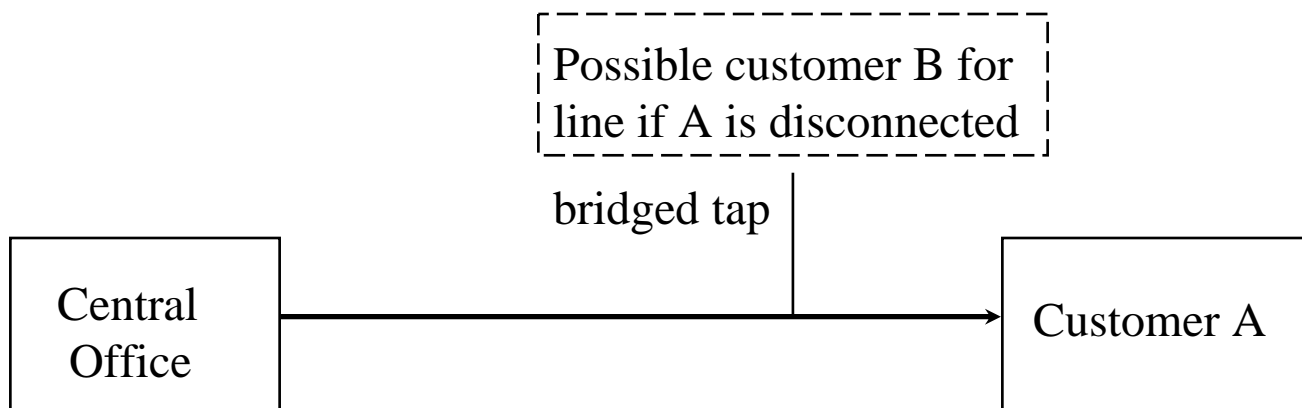 Possible customer B for
line if A is disconnected
bridged tap
Central
Office
Customer A